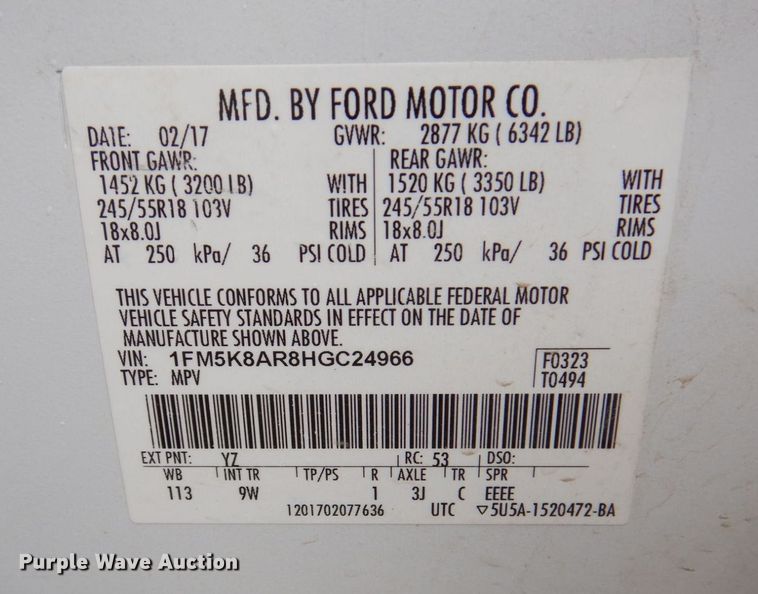 MFD. BY FORD MOTOR CO.
DATE: 02/17 GVWR: 2877 KG ( 6342 LB)
FRONT GAWR: REAR GAWR:
1452 KG ( 3200 LB) WITH 1520 KG ( 3350 LB) WITH
245/55R18 103V TIRES 245/55R18 103V TIRES
18x8.0J RIMS 18x8.0J RIMS
AT 250 kPa/ 36 PSI COLD AT 250 kPa/ 36 PSI COLD
THIS VEHICLE CONFORMS TO ALL APPLICABLE FEDERAL MOTOR
VEHICLE SAFETY STANDARDS IN EFFECT ON THE DATE OF
MANUFACTURE SHOWN ABOVE.
VIN: 1FM5K8AR8HGC24966 F0323
TYPE: MPV T0494
EXT PNT: YZ RC: 53 DSO:
WB INT TR TP/PS R AXLE TR SPR
113 9W 1 3J C EEEE
1201702077636 UTC ▽5U5A-1520472-BA
Purple Wave Auction